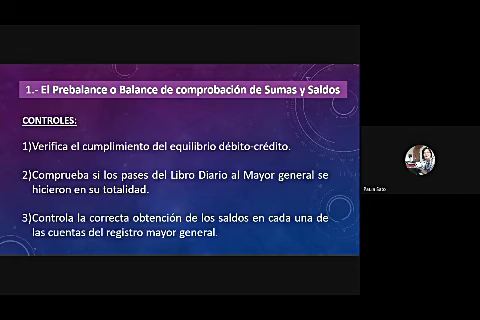 1.- El Prebalance o Balance de comprobación de Sumas y Saldos
CONTROLES:
1)Verifica el cumplimiento del equilibrio débito-crédito.
2)Comprueba si los pases del Libro Diario al Mayor general se
hicieron en su totalidad.
3)Controla la correcta obtención de los saldos en cada una de
las cuentas del registro mayor general.
Paula Gato